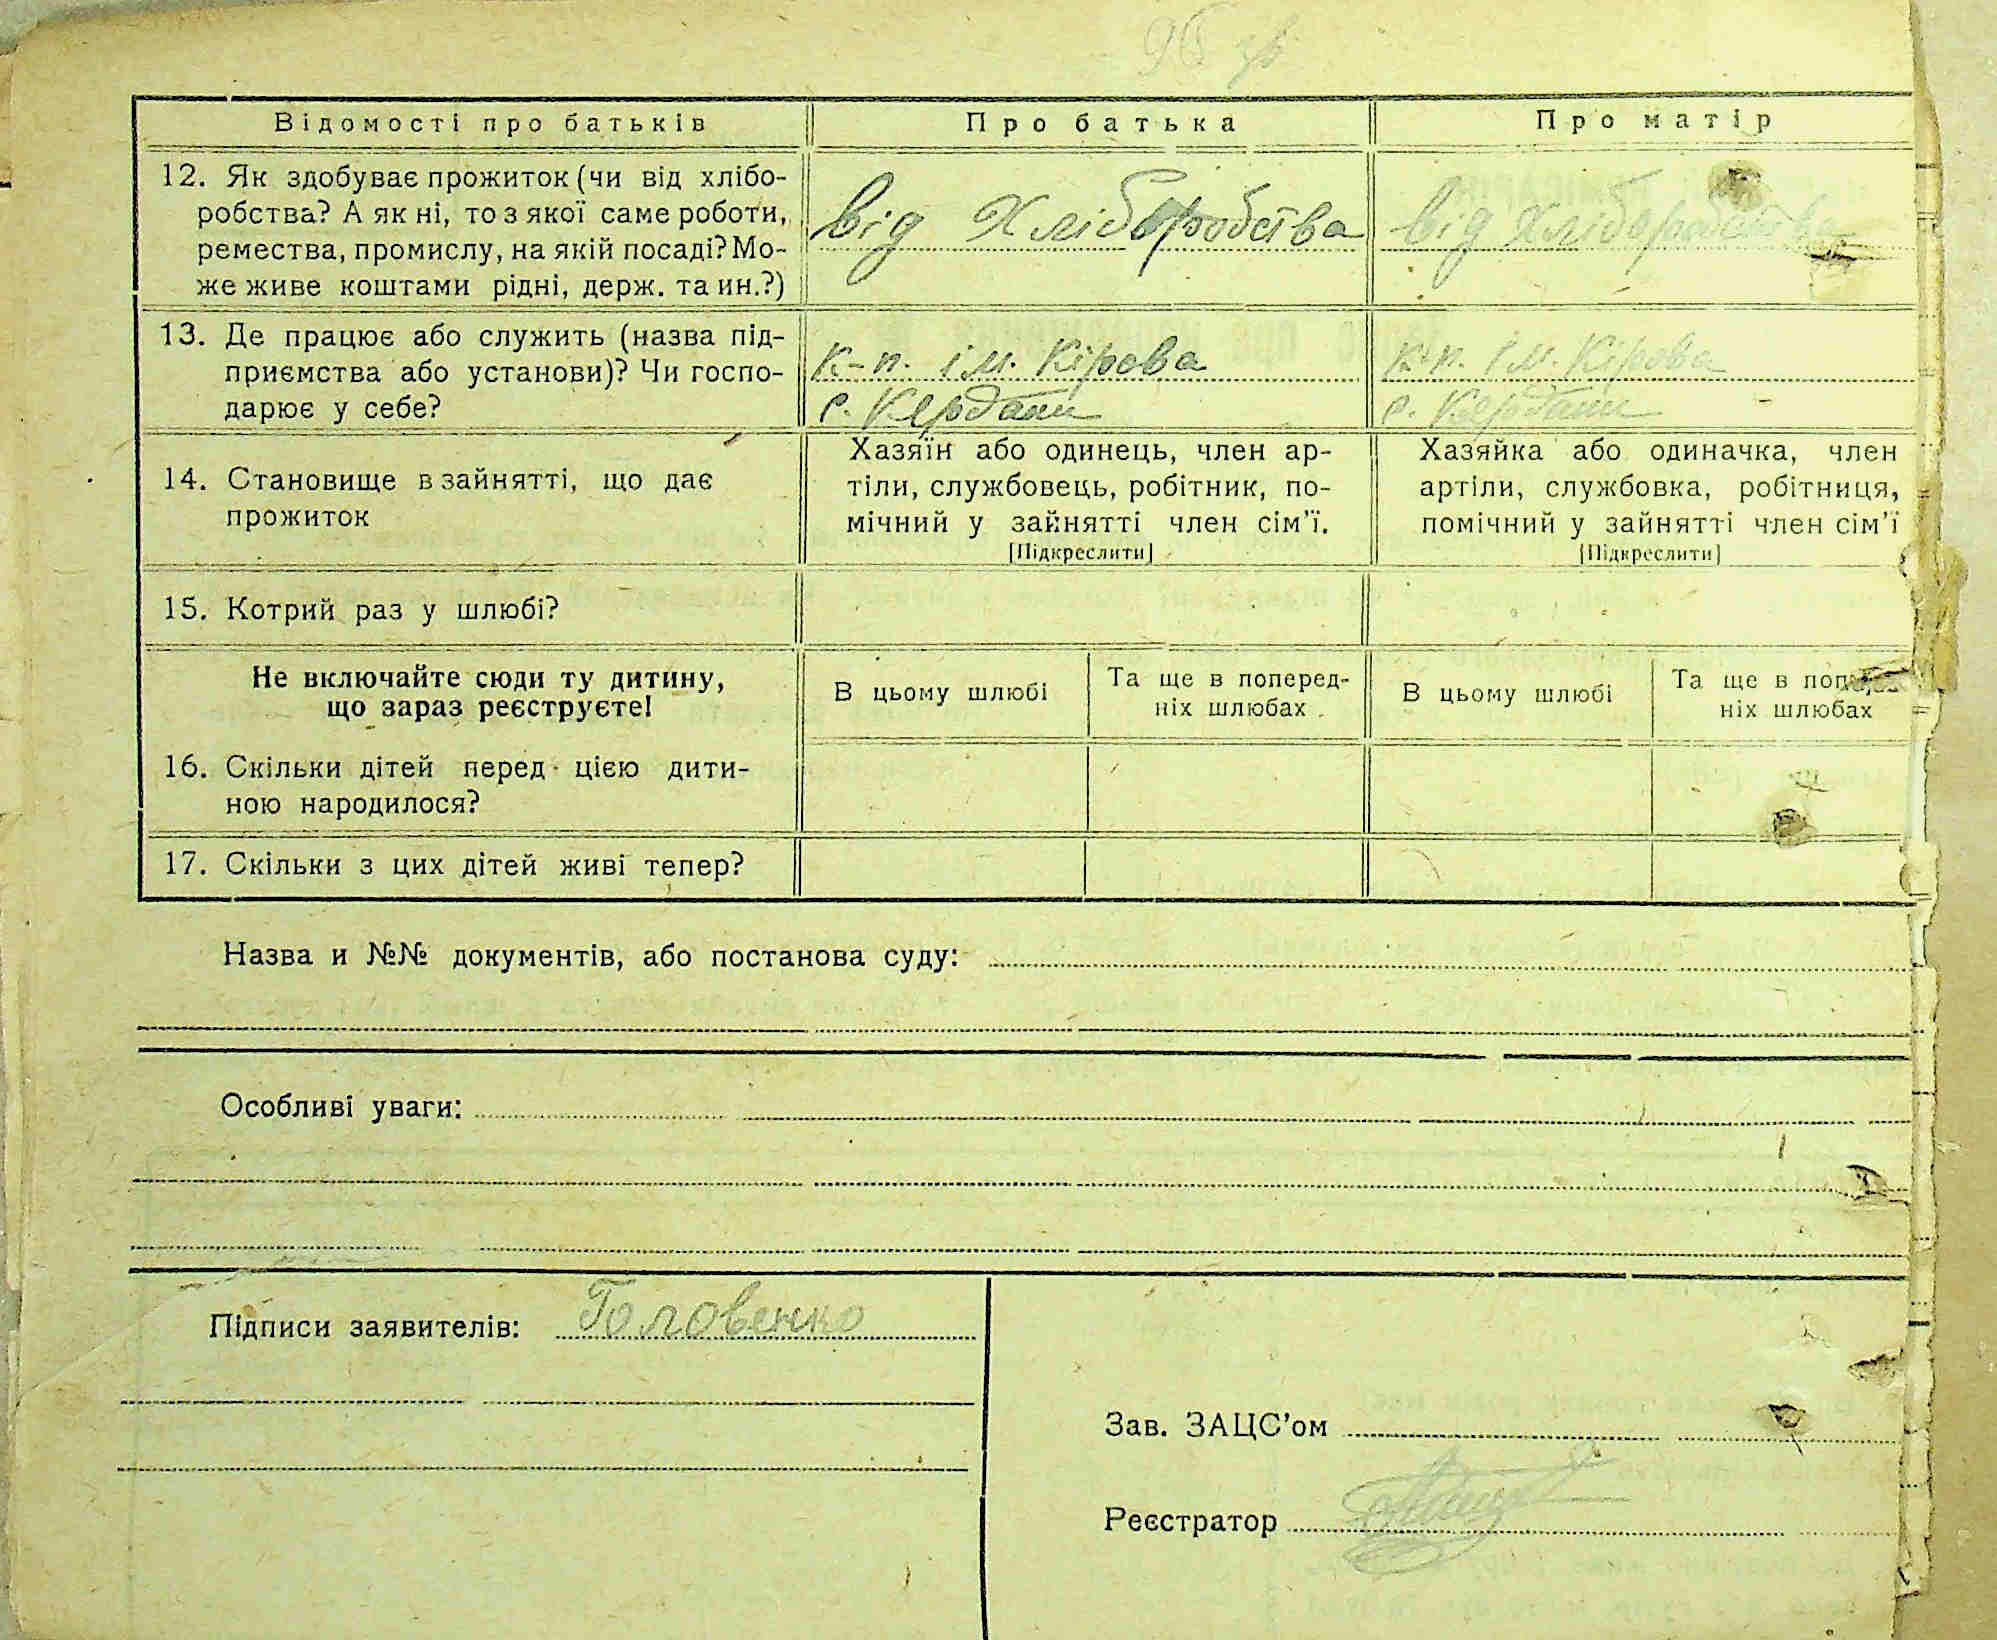 96 зв
Відомості про батьків
Про батька
Про матір
12. Як здобуває прожиток (чи від хлібо-
робства? А як ні, то з якої саме роботи,
ремества, промислу, на якій посаді? Мо-
же живе коштами рідні, держ. та ин.?)
від Хліборобства
від Хліборобства
13. Де працює або служить (назва під-
приємства або установи)? Чи госпо-
дарює у себе?
к-п. ім. Кірова
с. Кердани
к-п. ім. Кірова
с. Кердани
14. Становище в зайнятті, що дає
прожиток
Хазяїн або одинець, член ар-
тіли, службовець, робітник, по-
мічний у зайнятті член сім’ї.
[Підкреслити]
Хазяйка або одиначка, член
артіли, службовка, робітниця,
помічний у зайнятті член сім’ї
[Підкреслити]
15. Котрий раз у шлюбі?
Не включайте сюди ту дитину,
що зараз реєструєте!
В цьому шлюбі
Та ще в поперед-
ніх шлюбах
В цьому шлюбі
Та ще в
ніх шлюбах
16. Скільки дітей перед цією дити-
ною народилося?
17. Скільки з цих дітей живі тепер?
Назва и №№ документів, або постанова суду:
Особливі уваги:
Підписи заявителів: Головенко
Зав. ЗАЦС’ом
Реєстратор